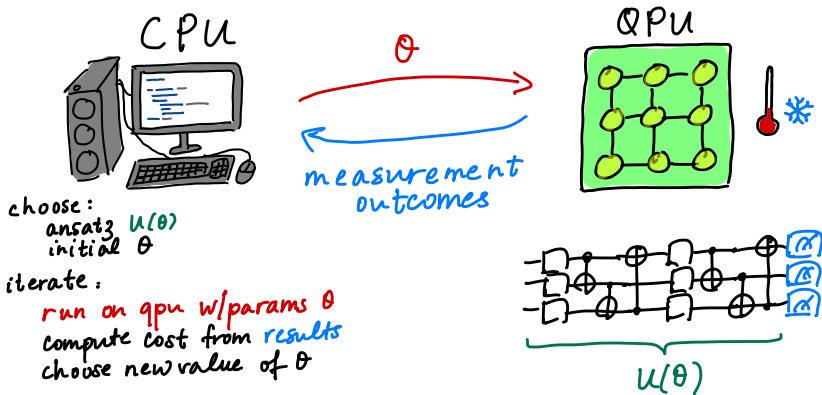 CPU
QPU
θ
measurement
outcomes
choose:
ansatz U(θ)
initial θ
iterate:
run on qpu w/params θ
compute cost from results
choose new value of θ
U(θ)